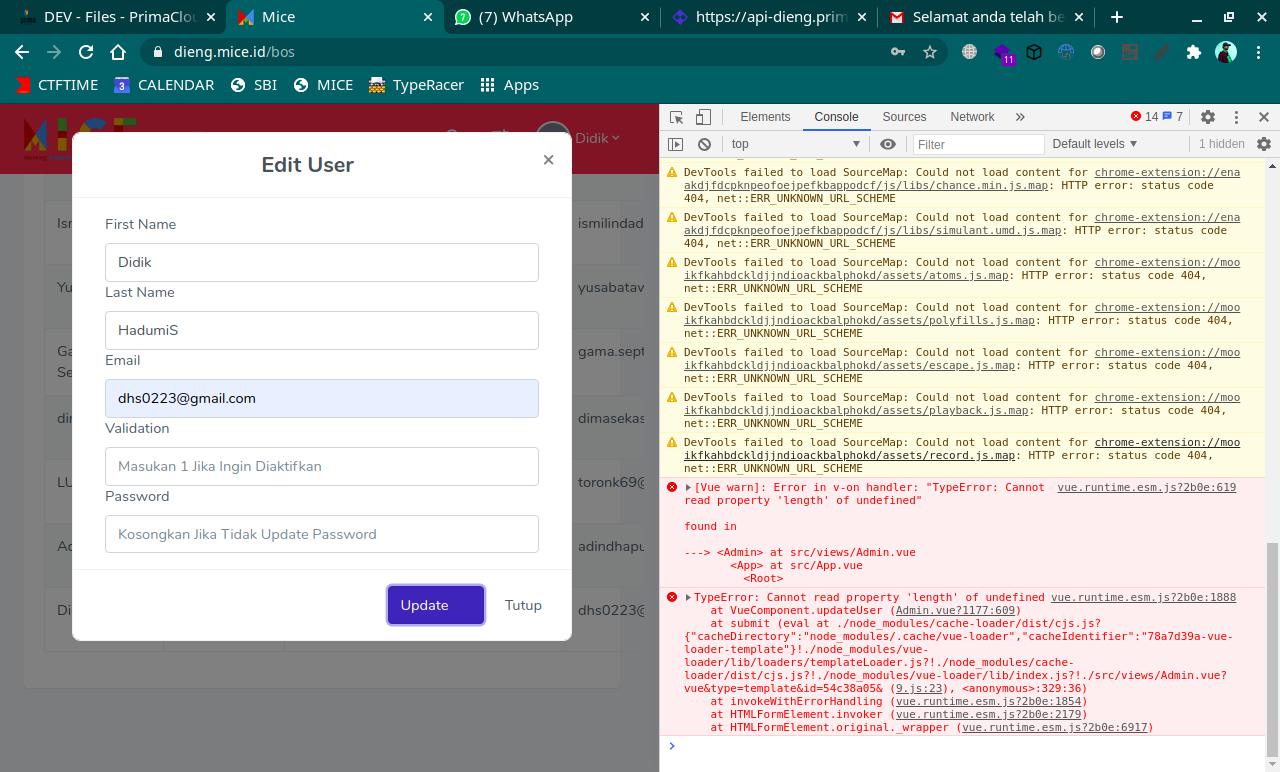 DEV - Files - PrimaClou
Mice
(7) WhatsApp
https://api-dieng.prim
Selamat anda telah be
dieng.mice.id/bos
11
CTFTIME
3
CALENDAR
SBI
MICE
TypeRacer
Apps
Didik
Edit User
First Name
Didik
Last Name
HadumiS
Email
dhs0223@gmail.com
Validation
Masukan 1 Jika Ingin Diaktifkan
Password
Kosongkan Jika Tidak Update Password
Update
Tutup
ismilindad
yusabatav
gama.sept
dimasekas
toronk69@
adindhapu
dhs0223@
Elements
Console
Sources
Network
14
7
top
Filter
Default levels
1 hidden
DevTools failed to load SourceMap: Could not load content for chrome-extension://ena
akdjfdcpknpeofoejpefkbappodcf/js/libs/chance.min.js.map: HTTP error: status code
404, net::ERR_UNKNOWN_URL_SCHEME
DevTools failed to load SourceMap: Could not load content for chrome-extension://ena
akdjfdcpknpeofoejpefkbappodcf/js/libs/simulant.umd.js.map: HTTP error: status code
404, net::ERR_UNKNOWN_URL_SCHEME
DevTools failed to load SourceMap: Could not load content for chrome-extension://moo
ikfkahbdckldjjndioackbalphokd/assets/atoms.js.map: HTTP error: status code 404,
net::ERR_UNKNOWN_URL_SCHEME
DevTools failed to load SourceMap: Could not load content for chrome-extension://moo
ikfkahbdckldjjndioackbalphokd/assets/polyfills.js.map: HTTP error: status code 404,
net::ERR_UNKNOWN_URL_SCHEME
DevTools failed to load SourceMap: Could not load content for chrome-extension://moo
ikfkahbdckldjjndioackbalphokd/assets/escape.js.map: HTTP error: status code 404,
net::ERR_UNKNOWN_URL_SCHEME
DevTools failed to load SourceMap: Could not load content for chrome-extension://moo
ikfkahbdckldjjndioackbalphokd/assets/playback.js.map: HTTP error: status code 404,
net::ERR_UNKNOWN_URL_SCHEME
DevTools failed to load SourceMap: Could not load content for chrome-extension://moo
ikfkahbdckldjjndioackbalphokd/assets/record.js.map: HTTP error: status code 404,
net::ERR_UNKNOWN_URL_SCHEME
[Vue warn]: Error in v-on handler: "TypeError: Cannot vue.runtime.esm.js?2b0e:619
read property 'length' of undefined"
found in
---> <Admin> at src/views/Admin.vue
<App> at src/App.vue
<Root>
TypeError: Cannot read property 'length' of undefined vue.runtime.esm.js?2b0e:1888
at VueComponent.updateUser (Admin.vue?1177:609)
at submit (eval at ./node_modules/cache-loader/dist/cjs.js?
{"cacheDirectory":"node_modules/.cache/vue-loader","cacheIdentifier":"78a7d39a-vue-
loader-template"}!./node_modules/vue-
loader/lib/loaders/templateLoader.js?!./node_modules/cache-
loader/dist/cjs.js?!./node_modules/vue-loader/lib/index.js?!./src/views/Admin.vue?
vue&type=template&id=54c38a05& (9.js:23), <anonymous>:329:36)
at invokeWithErrorHandling (vue.runtime.esm.js?2b0e:1854)
at HTMLFormElement.invoker (vue.runtime.esm.js?2b0e:2179)
at HTMLFormElement.original._wrapper (vue.runtime.esm.js?2b0e:6917)